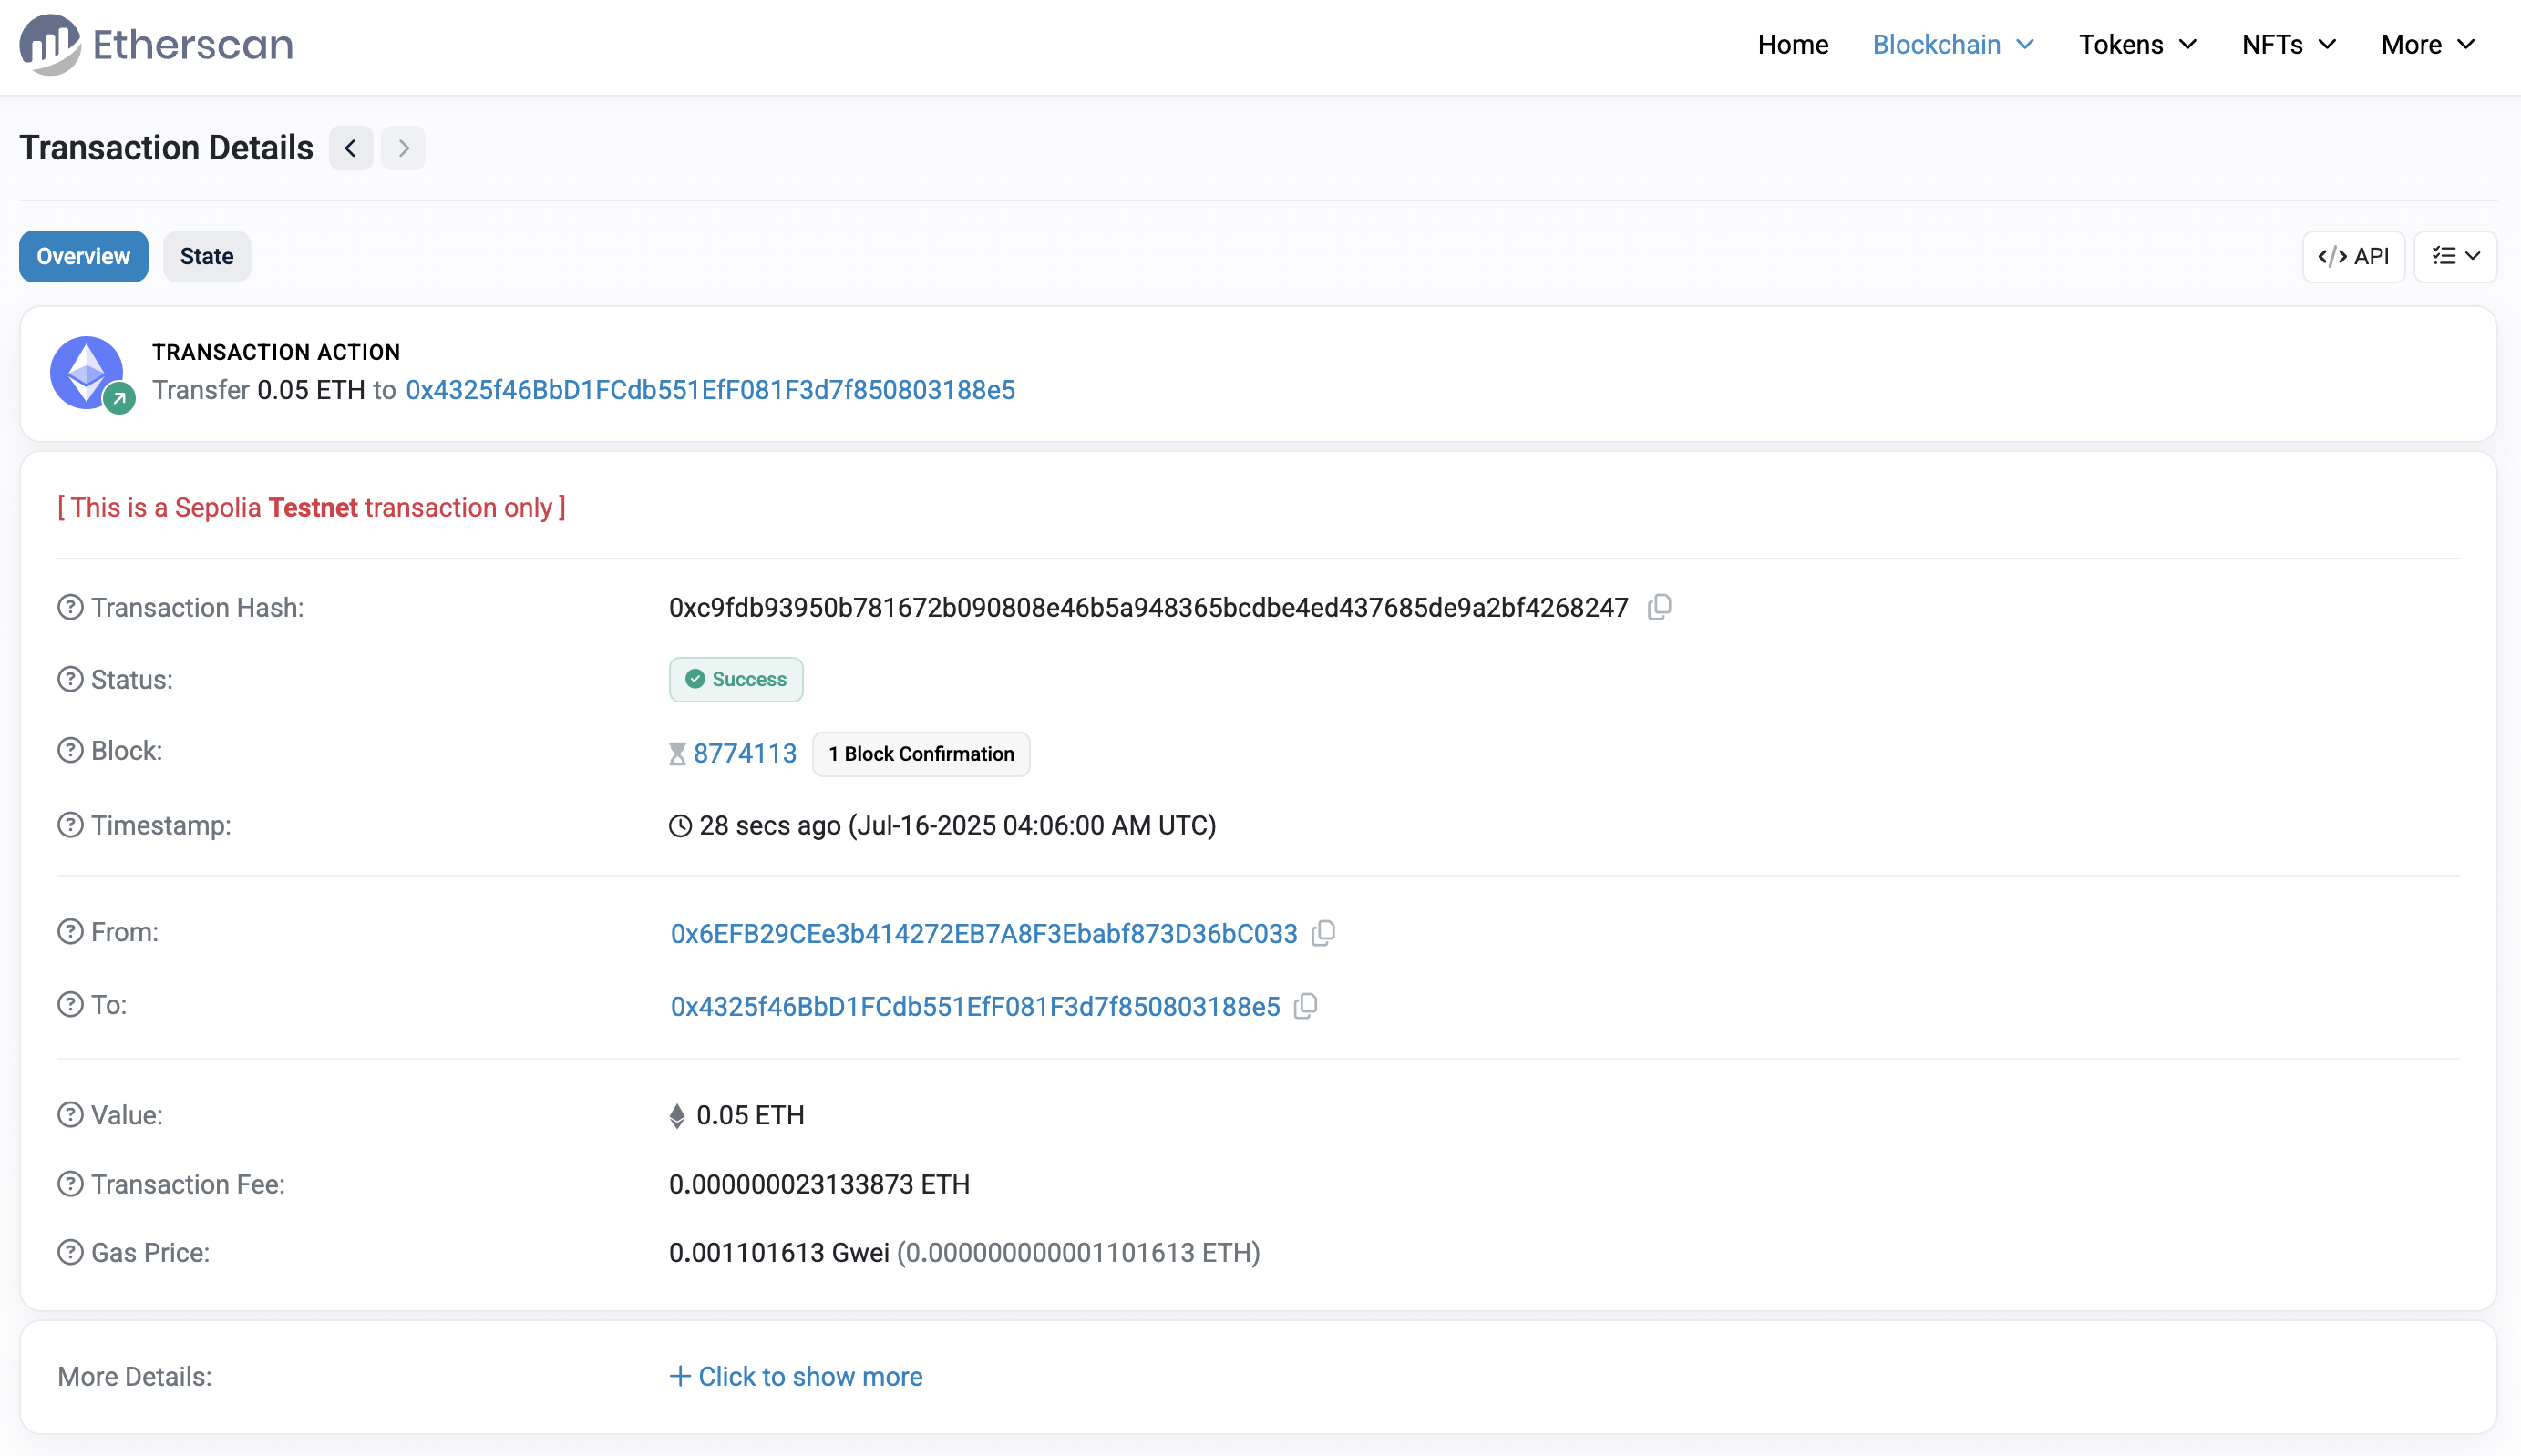 Etherscan
Home Blockchain Tokens NFTs More
Transaction Details
Overview State API
TRANSACTION ACTION
Transfer 0.05 ETH to 0x4325f46BbD1FCdb551EfF081F3d7f850803188e5
[ This is a Sepolia Testnet transaction only ]
Transaction Hash: 0xc9fdb93950b781672b090808e46b5a948365bcdbe4ed437685de9a2bf4268247
Status: Success
Block: 8774113 1 Block Confirmation
Timestamp: 28 secs ago (Jul-16-2025 04:06:00 AM UTC)
From: 0x6EFB29CEe3b414272EB7A8F3Ebabf873D36bC033
To: 0x4325f46BbD1FCdb551EfF081F3d7f850803188e5
Value: 0.05 ETH
Transaction Fee: 0.000000023133873 ETH
Gas Price: 0.001101613 Gwei (0.000000000001101613 ETH)
More Details: + Click to show more